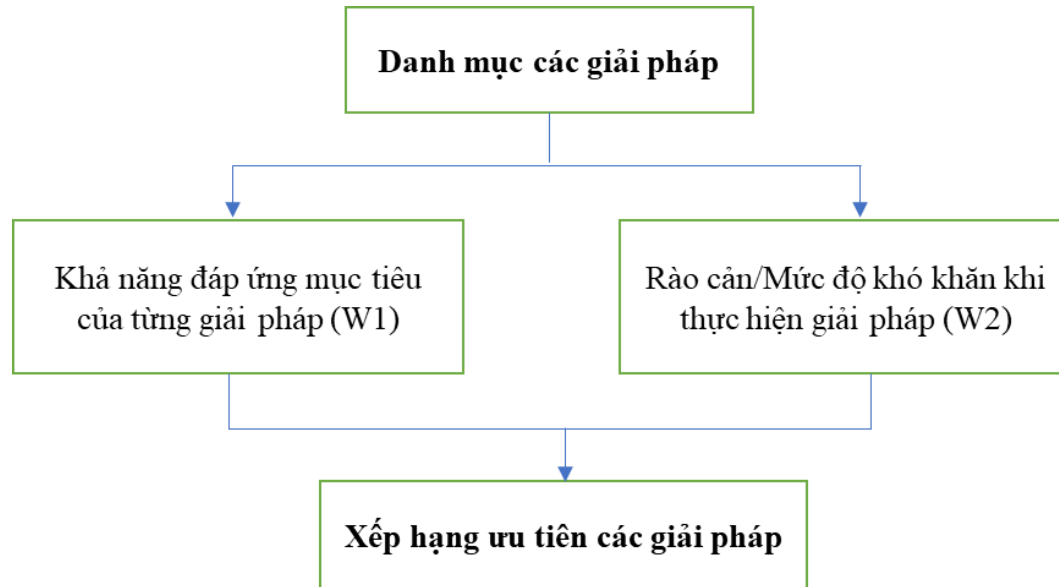 Danh mục các giải pháp
Khả năng đáp ứng mục tiêu
của từng giải pháp (W1)
Rào cản/Mức độ khó khăn khi
thực hiện giải pháp (W2)
Xếp hạng ưu tiên các giải pháp